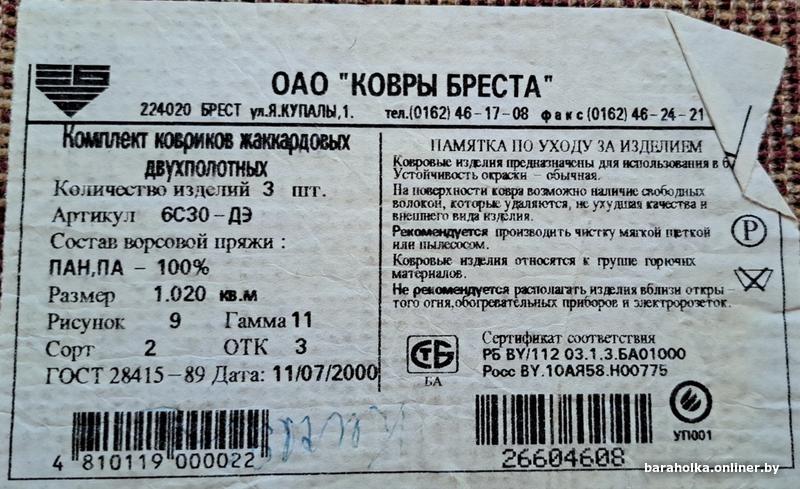 ОАО "КОВРЫ БРЕСТА"
224020 БРЕСТ ул.Я.КУПАЛЫ,1. тел.(0162) 46-17-08 факс(0162) 46-24-21
Комплект ковриков жаккардовых
двухполотных
Количество изделий 3 шт.
Артикул 6С30-ДЭ
Состав ворсовой пряжи :
ПАН,ПА - 100%
Размер 1.020 кв.м
Рисунок 9 Гамма 11
Сорт 2 ОТК 3
ГОСТ 28415-89 Дата: 11/07/2000
4 810119 000022
ПАМЯТКА ПО УХОДУ ЗА ИЗДЕЛИЕМ
Ковровые изделия предназначены для использования в
Устойчивость окраски - обычная.
На поверхности ковра возможно наличие свободных
волокон, которые удаляются, не ухудшая качества и
внешнего вида изделия.
Рекомендуется производить чистку мягкой щеткой
или пылесосом.
Ковровые изделия относятся к группе горючих
материалов.
Не рекомендуется располагать изделия вблизи откры-
того огня,обогревательных приборов и электророзеток.
P
СТБ
БА
Сертификат соответствия
РБ BY/112 03.1.3.БА01000
Росс BY.10АЯ58.Н00775
26604608
УП001
baraholka.onliner.by